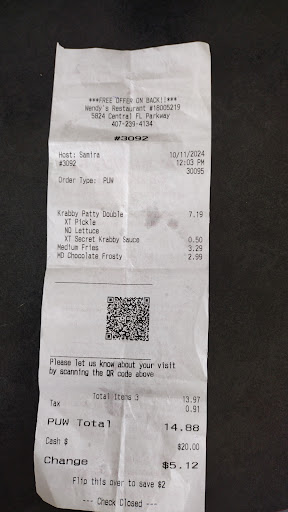 ***FREE OFFER ON BACK!!***
Wendy's Restaurant #18005219
5824 Central FL Parkway
407-239-4134
#3092
Host: Samira 10/11/2024
#3092 12:03 PM
30095
Order Type: PUW
Krabby Patty Double 7.19
XT Pickle
NO Lettuce
XT Secret Krabby Sauce 0.50
Medium Fries 3.29
MD Chocolate Frosty 2.99
Please let us know about your visit
by scanning the QR code above
Total items 3 13.97
Tax 0.91
PUW Total 14.88
Cash $ $20.00
Change $5.12
Flip this over to save $2
--- Check Closed ---